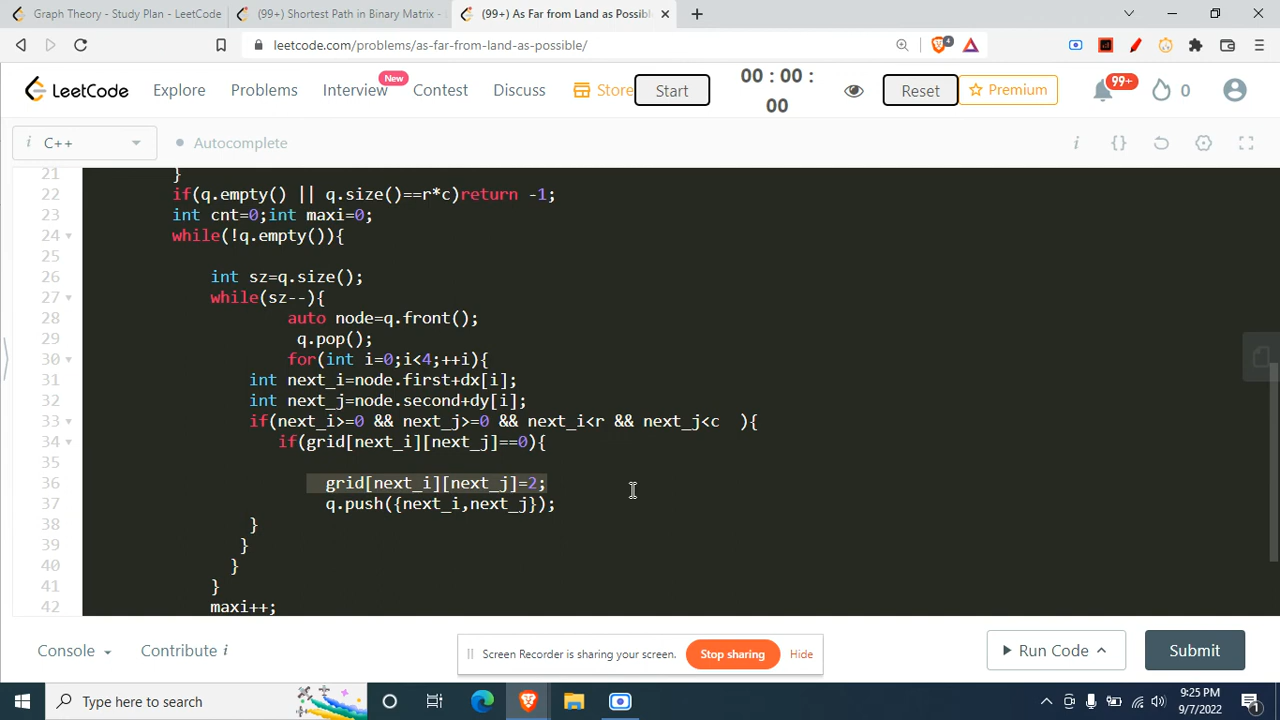 Graph Theory - Study Plan - LeetCode
(99+) Shortest Path in Binary Matrix -
(99+) As Far from Land as Possible
leetcode.com/problems/as-far-from-land-as-possible/
4
LeetCode
Explore
Problems
Interview
New
Contest
Discuss
Store
Start
00 : 00 :
00
Reset
Premium
99+
0
i C++
Autocomplete
i
{}
21 }
22 if(q.empty() || q.size()==r*c)return -1;
23 int cnt=0;int maxi=0;
24 while(!q.empty()){
25
26 int sz=q.size();
27 while(sz--){
28 auto node=q.front();
29 q.pop();
30 for(int i=0;i<4;++i){
31 int next_i=node.first+dx[i];
32 int next_j=node.second+dy[i];
33 if(next_i>=0 && next_j>=0 && next_i<r && next_j<c  ){
34 if(grid[next_i][next_j]==0){
35
36 grid[next_i][next_j]=2;
37 q.push({next_i,next_j});
38 }
39 }
40 }
41 }
42 maxi++;
Console
Contribute i
Screen Recorder is sharing your screen.
Stop sharing
Hide
Run Code
Submit
Type here to search
9:25 PM
9/7/2022
1